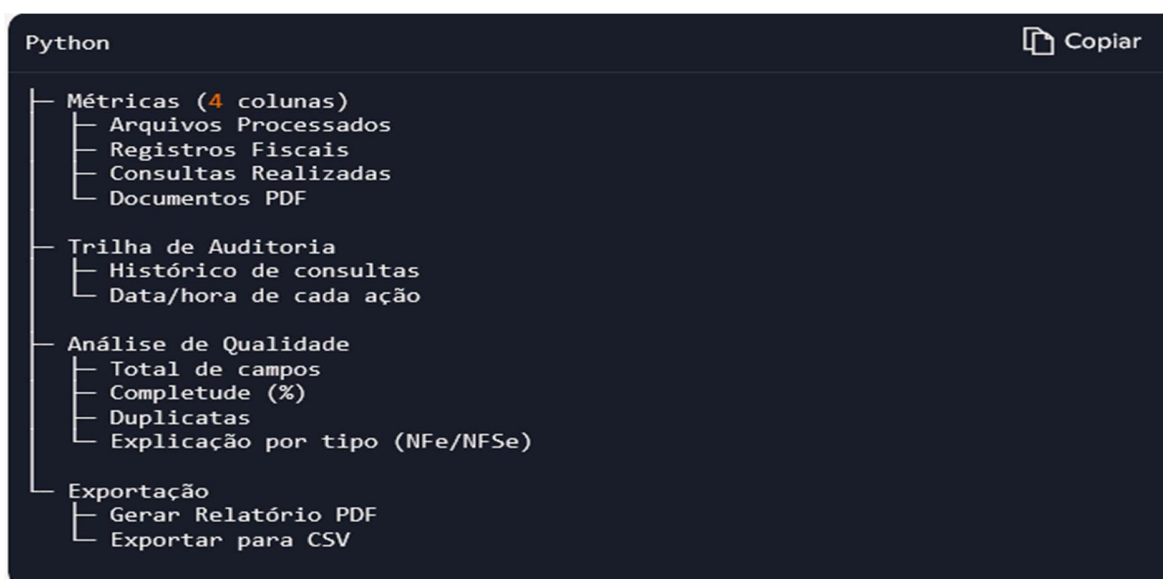 Python
Copiar
├─ Métricas (4 colunas)
│  ├─ Arquivos Processados
│  ├─ Registros Fiscais
│  ├─ Consultas Realizadas
│  └─ Documentos PDF
│
├─ Trilha de Auditoria
│  ├─ Histórico de consultas
│  └─ Data/hora de cada ação
│
├─ Análise de Qualidade
│  ├─ Total de campos
│  ├─ Completude (%)
│  ├─ Duplicatas
│  └─ Explicação por tipo (NFe/NFSe)
│
└─ Exportação
   ├─ Gerar Relatório PDF
   └─ Exportar para CSV